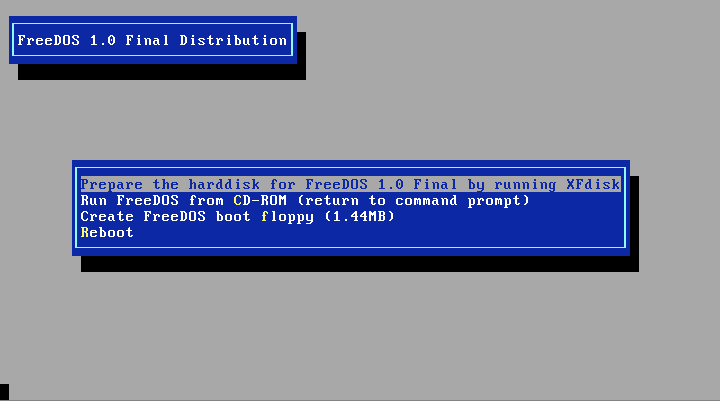 FreeDOS 1.0 Final Distribution
Prepare the harddisk for FreeDOS 1.0 Final by running XFdisk
Run FreeDOS from CD-ROM (return to command prompt)
Create FreeDOS boot floppy (1.44MB)
Reboot